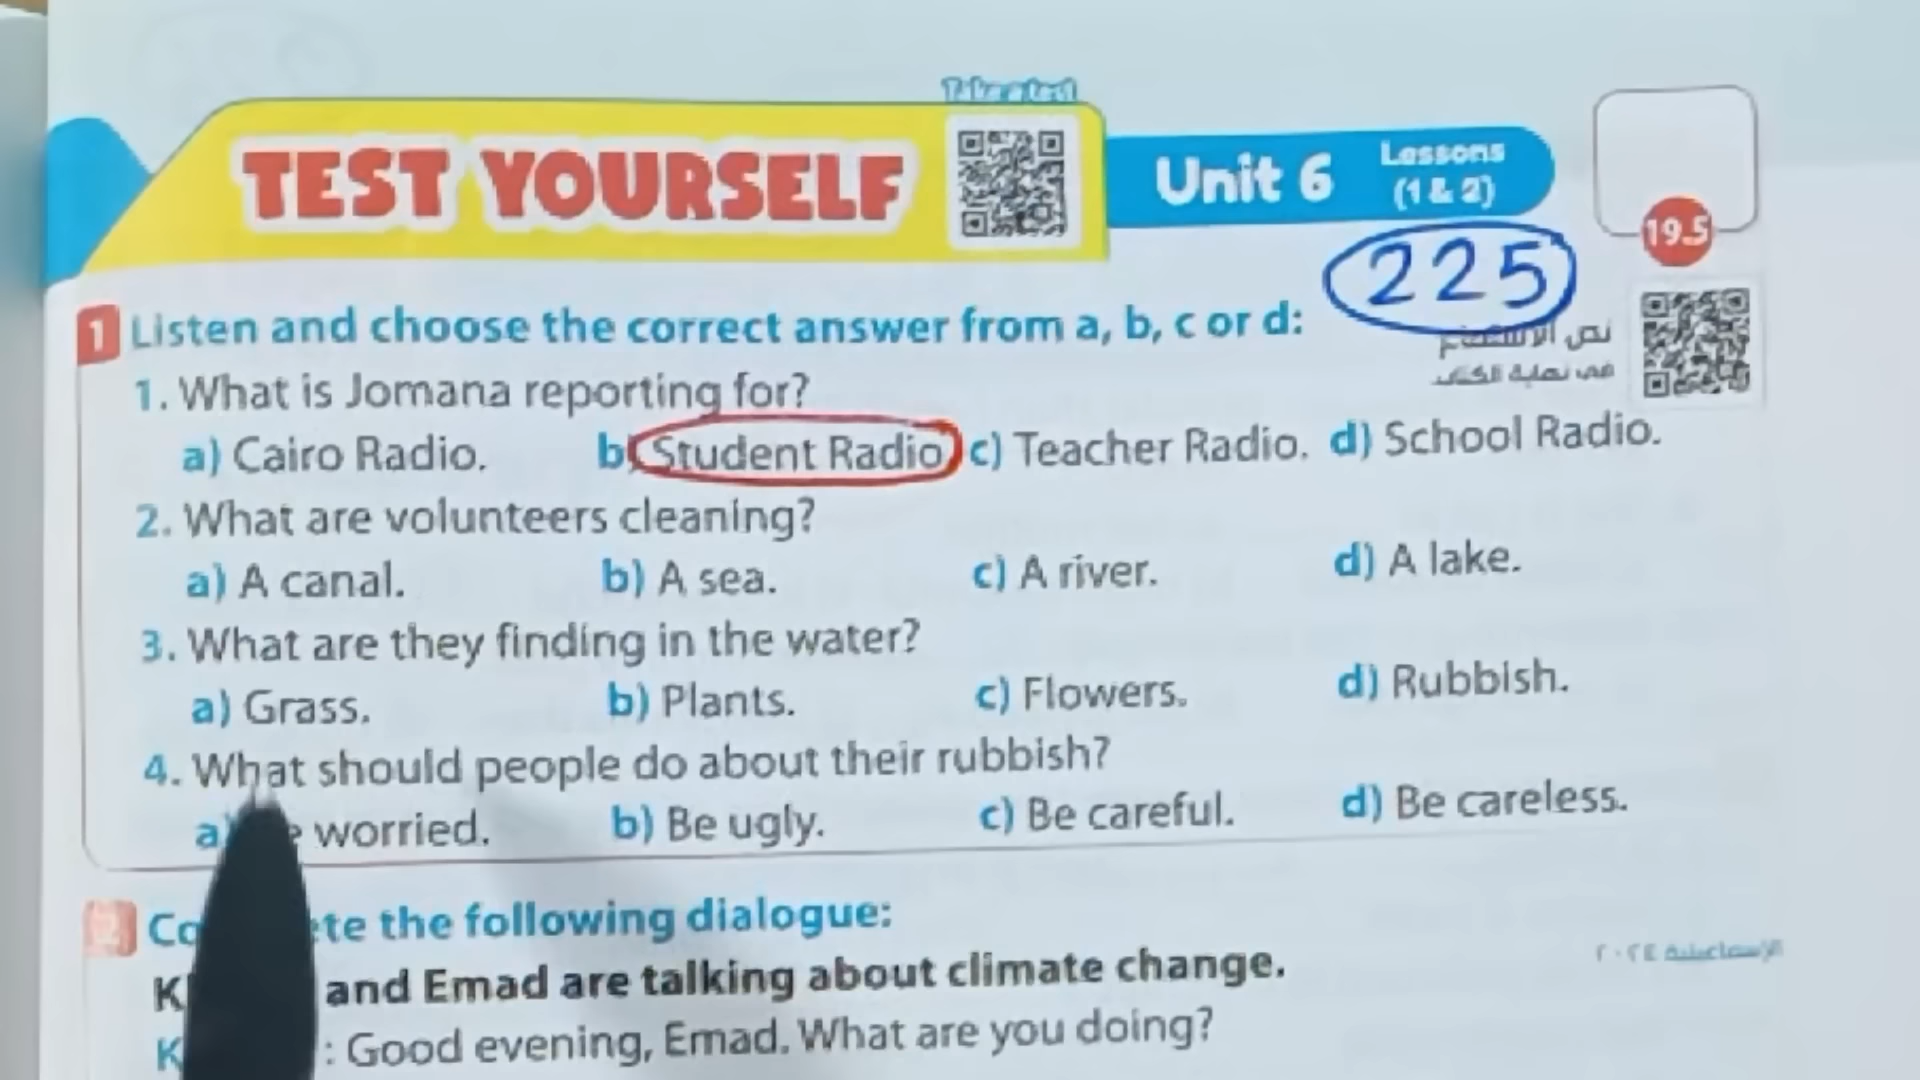 Take a test
TEST YOURSELF
Unit 6 Lessons (1 & 2)
19.5
225
1 Listen and choose the correct answer from a, b, c or d:
نص الاستماع
في نهاية الكتاب
1. What is Jomana reporting for?
a) Cairo Radio. b) Student Radio c) Teacher Radio. d) School Radio.
2. What are volunteers cleaning?
a) A canal. b) A sea. c) A river. d) A lake.
3. What are they finding in the water?
a) Grass. b) Plants. c) Flowers. d) Rubbish.
4. What should people do about their rubbish?
a) worried. b) Be ugly. c) Be careful. d) Be careless.
2 Co te the following dialogue:
الإسماعيلية ٢٠٢٤
K and Emad are talking about climate change.
K : Good evening, Emad. What are you doing?